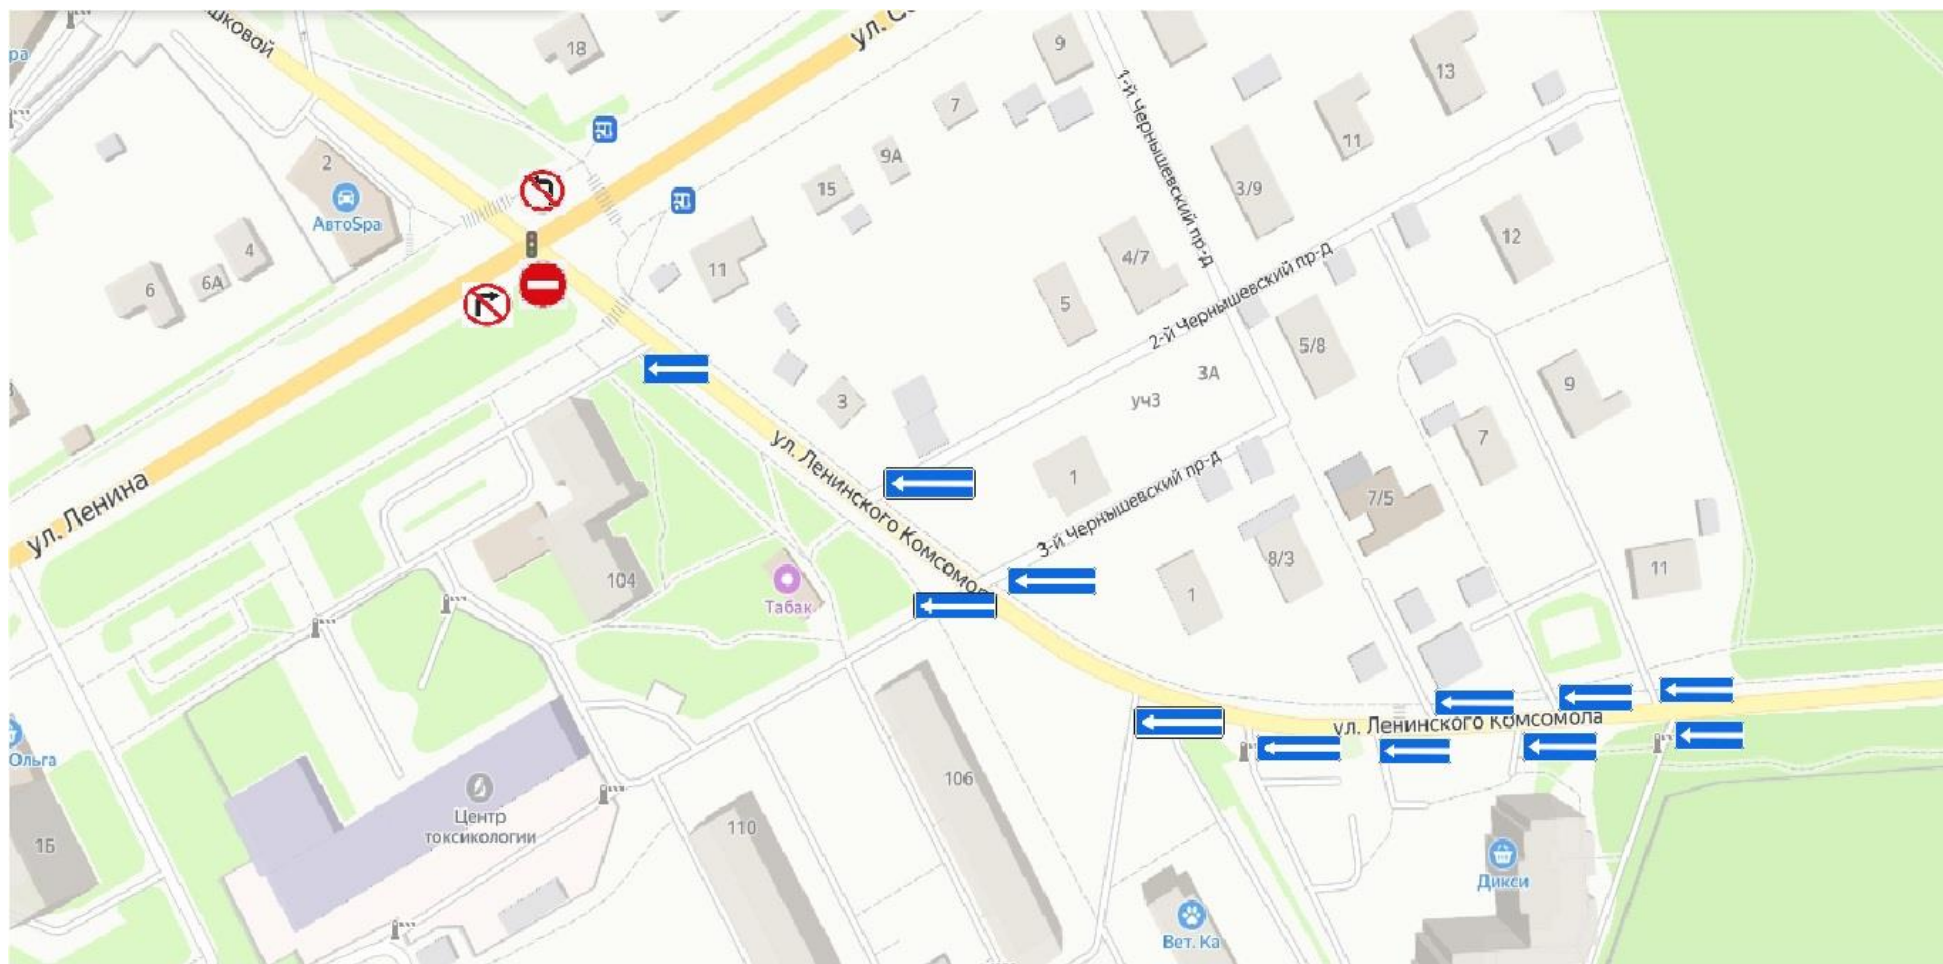 18
ул. С
9
13
7
2
9А
15
11
3/9
АвтоSpa
1-й Чернышевский пр-д
4
6А
6
11
4/7
12
5
2-й Чернышевский пр-д
5/8
3А
уч3
3
9
ул. Ленинского Комсомола
7
1
3-й Чернышевский пр-д
7/5
ул. Ленина
8/3
104
11
Табак
1
ул. Ленинского Комсомола
Ольга
106
Центр
токсикологии
110
1Б
Дикси
Вет. Ка